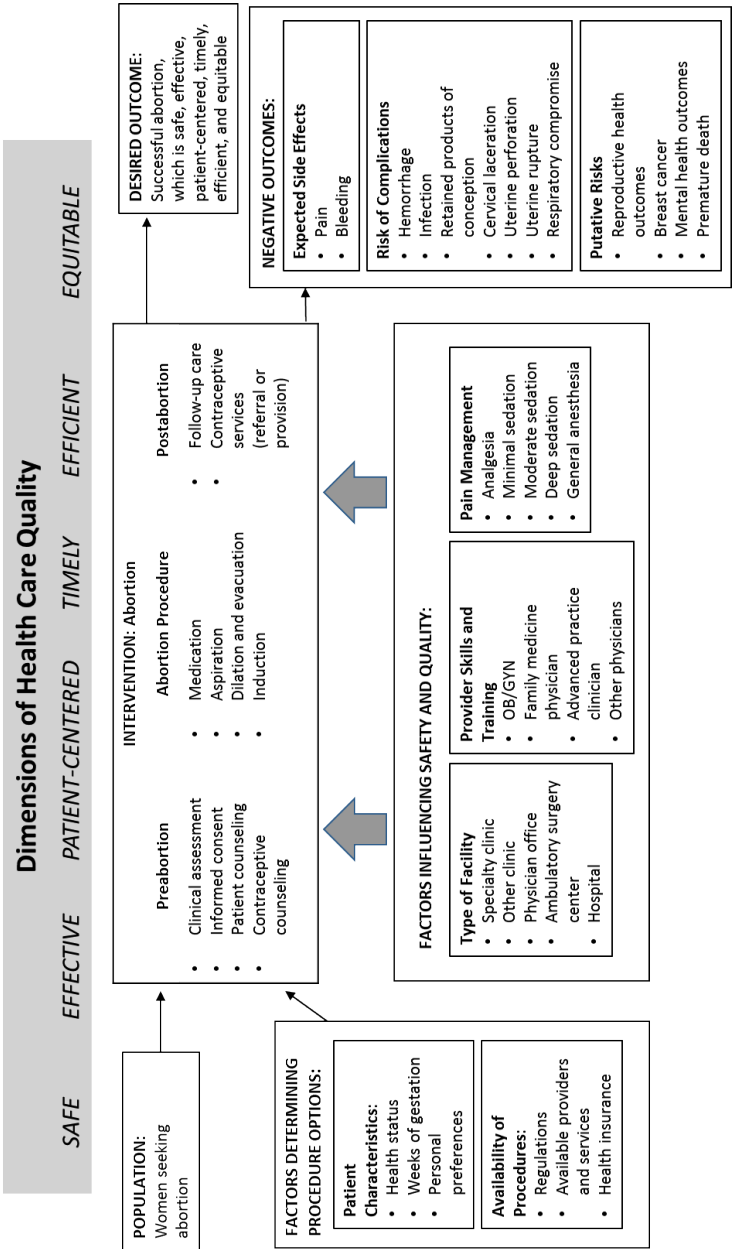 Dimensions of Health Care Quality
SAFE EFFECTIVE PATIENT-CENTERED TIMELY EFFICIENT EQUITABLE
POPULATION:
Women seeking
abortion
FACTORS DETERMINING
PROCEDURE OPTIONS:
Patient
Characteristics:
• Health status
• Weeks of gestation
• Personal
preferences
Availability of
Procedures:
• Regulations
• Available providers
and services
• Health insurance
INTERVENTION: Abortion
Preabortion
• Clinical assessment
• Informed consent
• Patient counseling
• Contraceptive
counseling
Abortion Procedure
• Medication
• Aspiration
• Dilation and evacuation
• Induction
Postabortion
• Follow-up care
• Contraceptive
services
(referral or
provision)
FACTORS INFLUENCING SAFETY AND QUALITY:
Type of Facility
• Specialty clinic
• Other clinic
• Physician office
• Ambulatory surgery
center
• Hospital
Provider Skills and
Training
• OB/GYN
• Family medicine
physician
• Advanced practice
clinician
• Other physicians
Pain Management
• Analgesia
• Minimal sedation
• Moderate sedation
• Deep sedation
• General anesthesia
DESIRED OUTCOME:
Successful abortion,
which is safe, effective,
patient-centered, timely,
efficient, and equitable
NEGATIVE OUTCOMES:
Expected Side Effects
• Pain
• Bleeding
Risk of Complications
• Hemorrhage
• Infection
• Retained products of
conception
• Cervical laceration
• Uterine perforation
• Uterine rupture
• Respiratory compromise
Putative Risks
• Reproductive health
outcomes
• Breast cancer
• Mental health outcomes
• Premature death